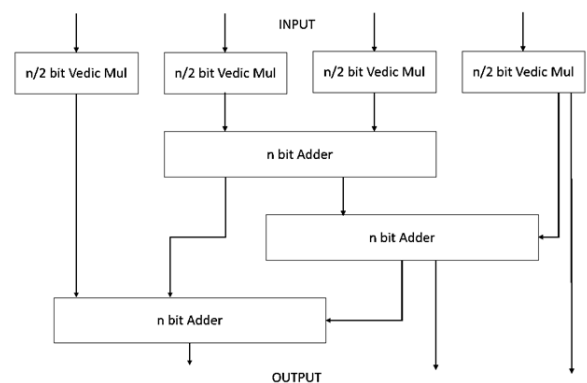 INPUT
n/2 bit Vedic Mul
n/2 bit Vedic Mul
n/2 bit Vedic Mul
n/2 bit Vedic Mul
n bit Adder
n bit Adder
n bit Adder
OUTPUT